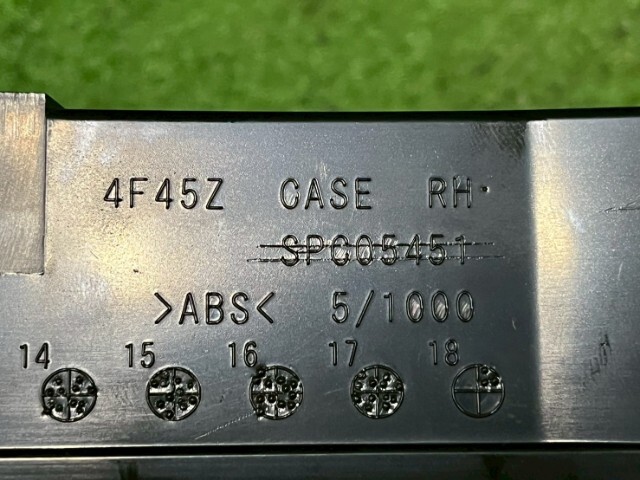 4F45Z CASE RH
SPC05451
>ABS< 5/1000
14 15 16 17 18